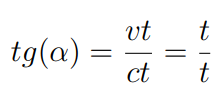 tg(α) = vt/ct = t/t